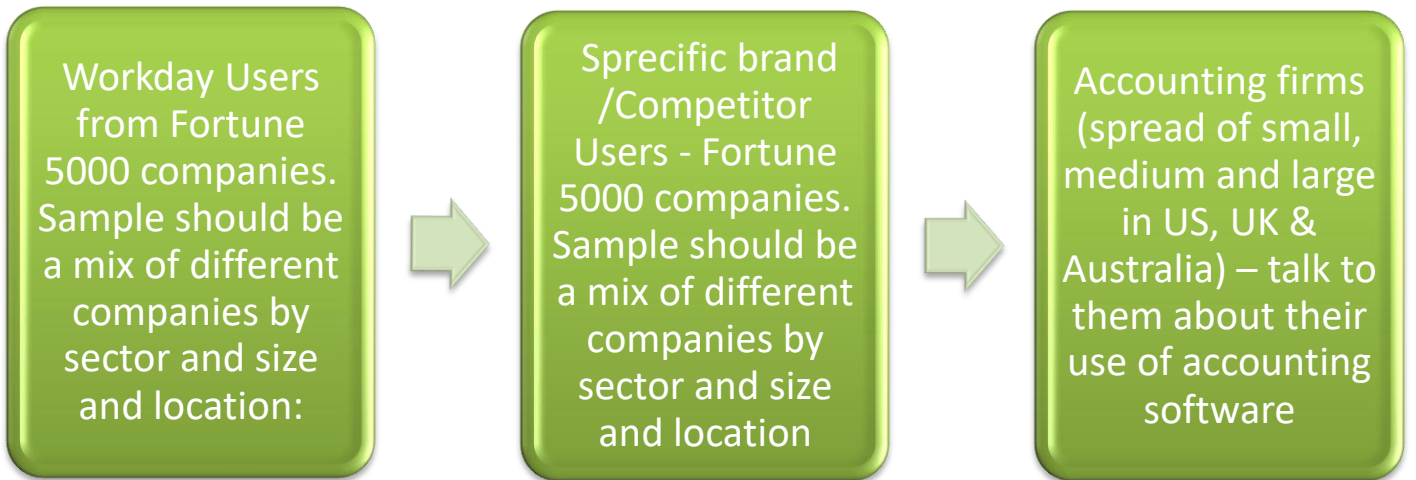 Workday Users
from Fortune
5000 companies.
Sample should be
a mix of different
companies by
sector and size
and location:
Sprecific brand
/Competitor
Users - Fortune
5000 companies.
Sample should be
a mix of different
companies by
sector and size
and location
Accounting firms
(spread of small,
medium and large
in US, UK &
Australia) – talk to
them about their
use of accounting
software